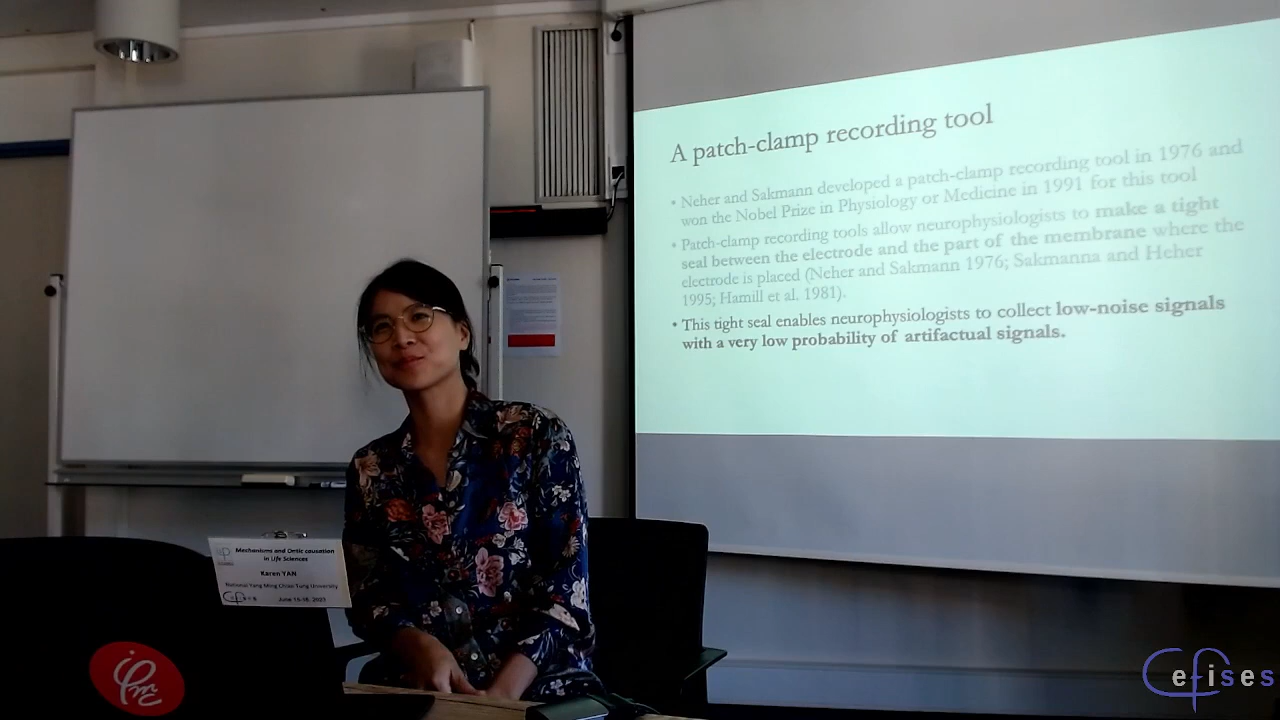 A patch-clamp recording tool
• Neher and Sakmann developed a patch-clamp recording tool in 1976 and
won the Nobel Prize in Physiology or Medicine in 1991 for this tool
• Patch-clamp recording tools allow neurophysiologists to make a tight
seal between the electrode and the part of the membrane where the
electrode is placed (Neher and Sakmann 1976; Sakmanna and Heher
1995; Hamill et al. 1981).
• This tight seal enables neurophysiologists to collect low-noise signals
with a very low probability of artifactual signals.
Mechanisms and Ontic causation
in Life Sciences
Karen YAN
National Yang Ming Chiao Tung University
Cefises